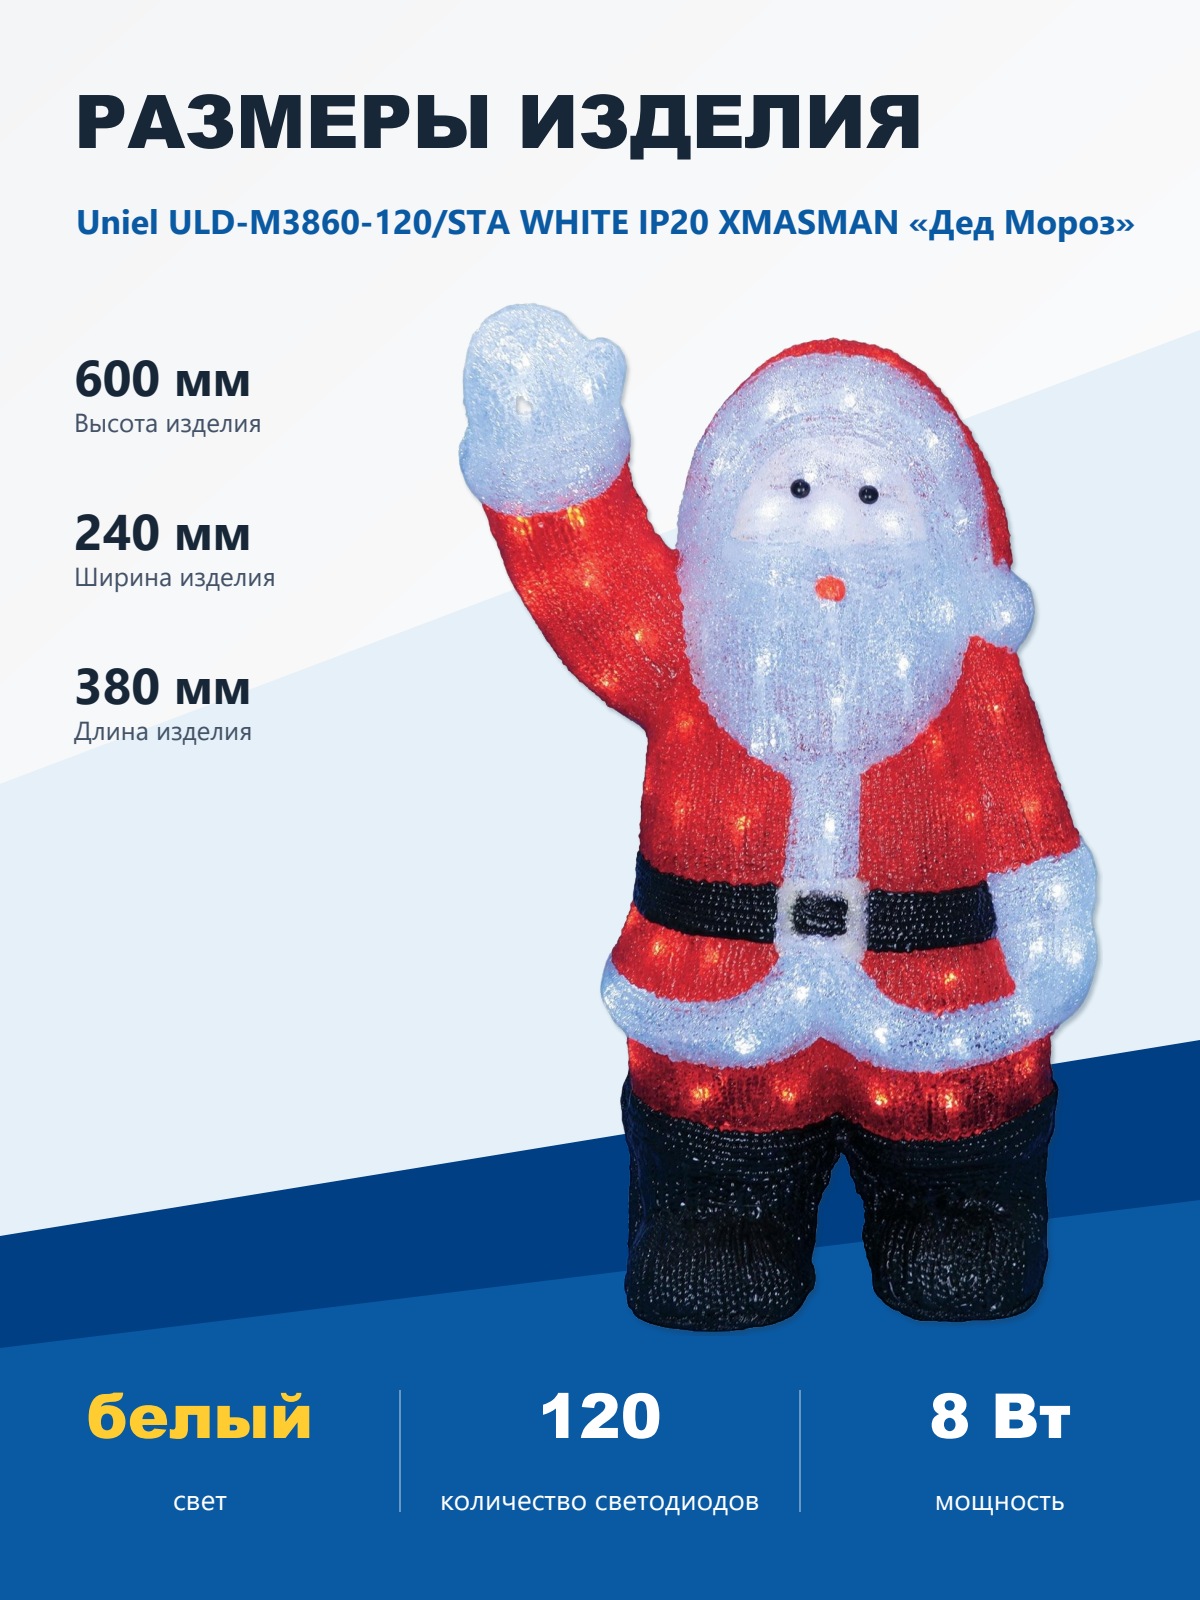 РАЗМЕРЫ ИЗДЕЛИЯ
Uniel ULD-M3860-120/STA WHITE IP20 XMASMAN «Дед Мороз»
600 мм
Высота изделия
240 мм
Ширина изделия
380 мм
Длина изделия
белый
свет
120
количество светодиодов
8 Вт
мощность